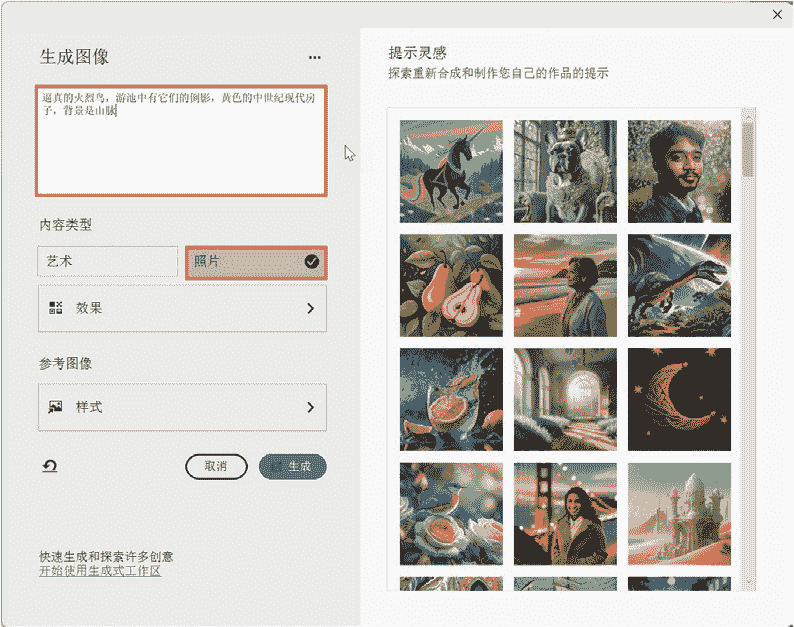 生成图像
提示灵感
探索重新合成和制作您自己的作品的提示
逼真的火烈鸟，游池中有它们的倒影，黄色的中世纪现代房
子，背景是山脉
内容类型
艺术
照片
效果
参考图像
样式
取消
生成
快速生成和探索许多创意
开始使用生成式工作区